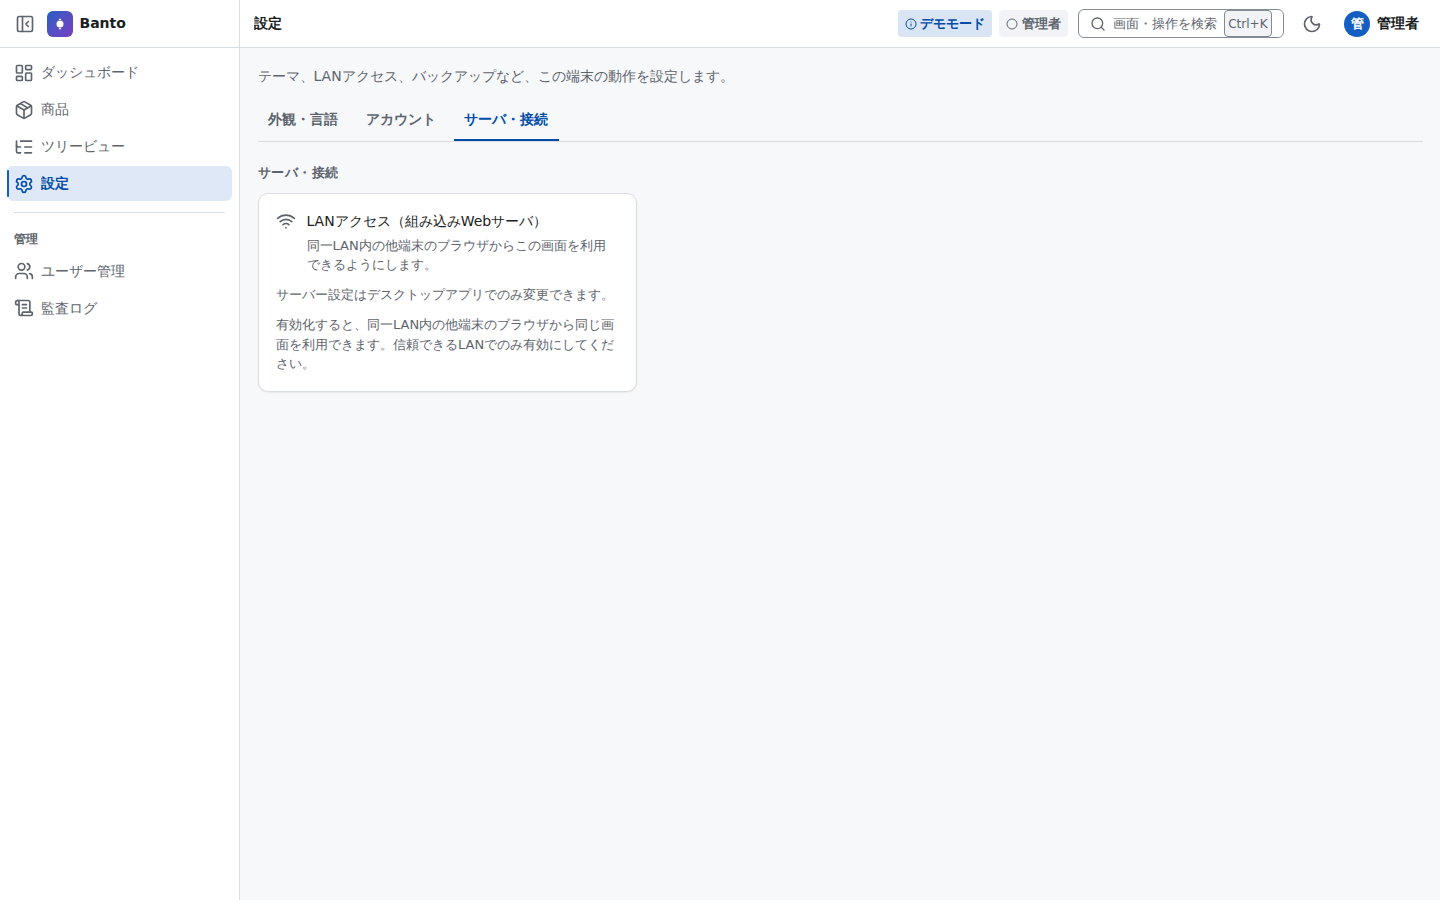 Banto
設定
デモモード
管理者
画面・操作を検索
Ctrl+K
管
管理者
ダッシュボード
商品
ツリービュー
設定
管理
ユーザー管理
監査ログ
テーマ、LANアクセス、バックアップなど、この端末の動作を設定します。
外観・言語
アカウント
サーバ・接続
サーバ・接続
LANアクセス（組み込みWebサーバ）
同一LAN内の他端末のブラウザからこの画面を利用
できるようにします。
サーバー設定はデスクトップアプリでのみ変更できます。
有効化すると、同一LAN内の他端末のブラウザから同じ画
面を利用できます。信頼できるLANでのみ有効にしてくだ
さい。